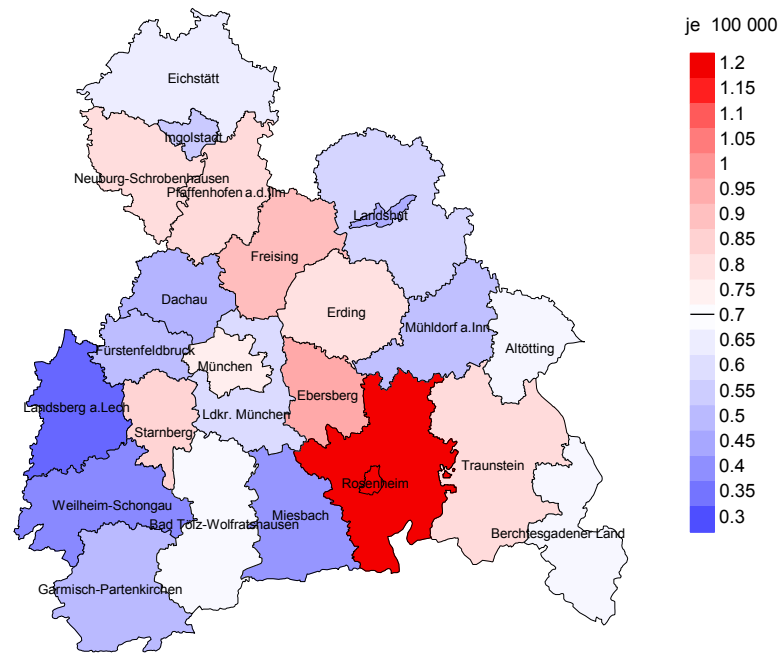 je 100 000
1.2
1.15
1.1
1.05
1
0.95
0.9
0.85
0.8
0.75
0.7
0.65
0.6
0.55
0.5
0.45
0.4
0.35
0.3
Eichstätt
Ingolstadt
Neuburg-Schrobenhausen
Pfaffenhofen a.d.Ilm
Landshut
Freising
Dachau
Erding
Mühldorf a.Inn
Altötting
Fürstenfeldbruck
München
Ebersberg
Landsberg a.Lech
Ldkr. München
Starnberg
Traunstein
Rosenheim
Weilheim-Schongau
Miesbach
Bad Tölz-Wolfratshausen
Berchtesgadener Land
Garmisch-Partenkirchen